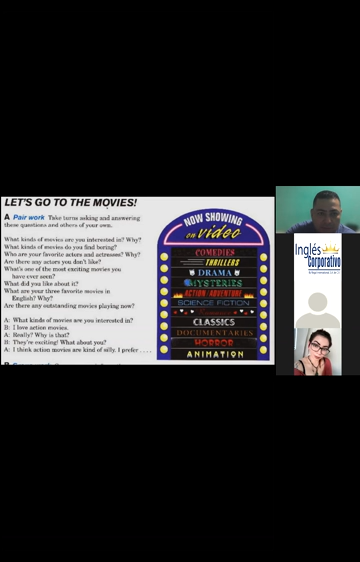 LET'S GO TO THE MOVIES!
A Pair work Take turns asking and answering
these questions and others of your own.
What kinds of movies are you interested in? Why?
What kinds of movies do you find boring?
Who are your favorite actors and actresses? Why?
Are there any actors you don't like?
What's one of the most exciting movies you
have ever seen?
What did you like about it?
What are your three favorite movies in
English? Why?
Are there any outstanding movies playing now?
A: What kinds of movies are you interested in?
B: I love action movies.
A: Really? Why is that?
B: They're exciting! What about you?
A: I think action movies are kind of silly. I prefer . . . .
NOW SHOWING
on video
COMEDIES
THRILLERS
DRAMA
MYSTERIES
ACTION/ADVENTURE
SCIENCE FICTION
CLASSICS
DOCUMENTARIES
HORROR
ANIMATION
Inglés
Corporativo